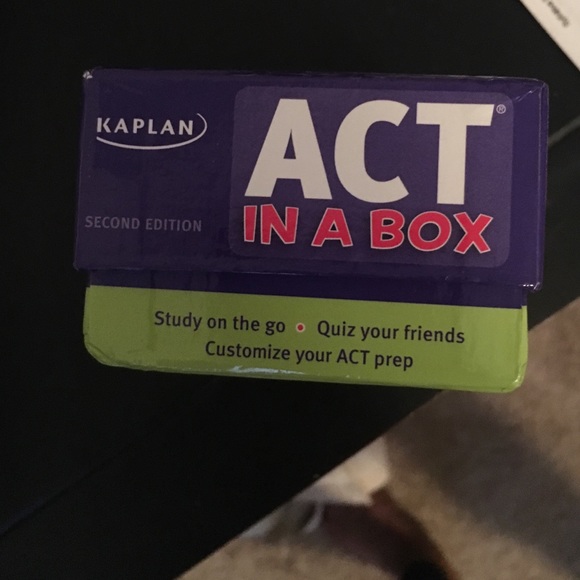 KAPLAN
ACT®
IN A BOX
SECOND EDITION
Study on the go • Quiz your friends
Customize your ACT prep